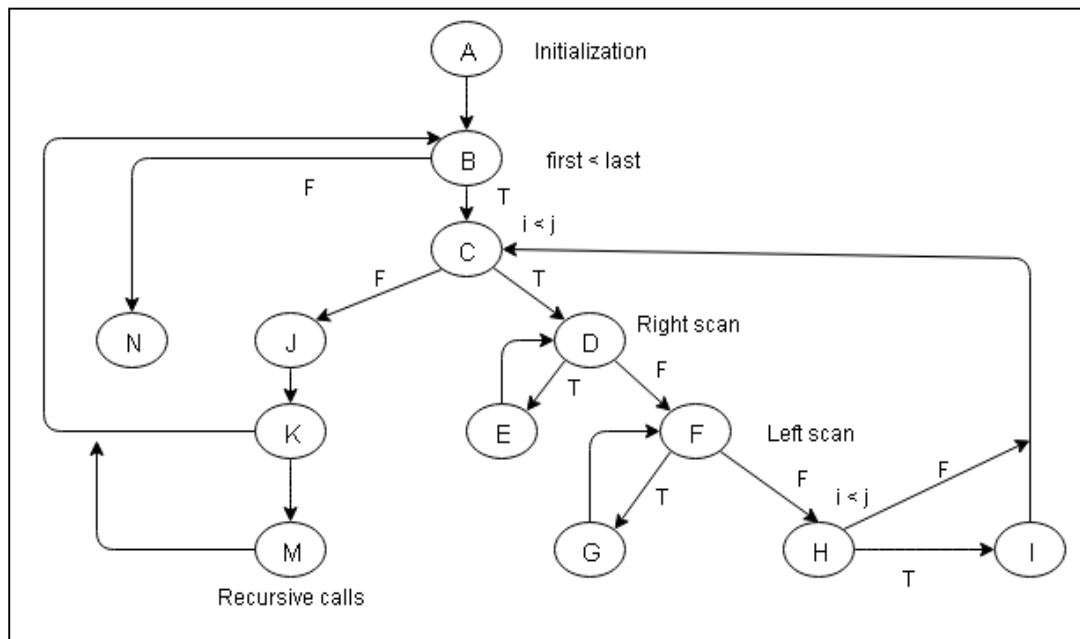 A
Initialization
B
first < last
F
T
i < j
C
F
T
N
J
D
Right scan
T
F
E
K
F
Left scan
T
F
i < j
F
M
G
H
I
T
Recursive calls